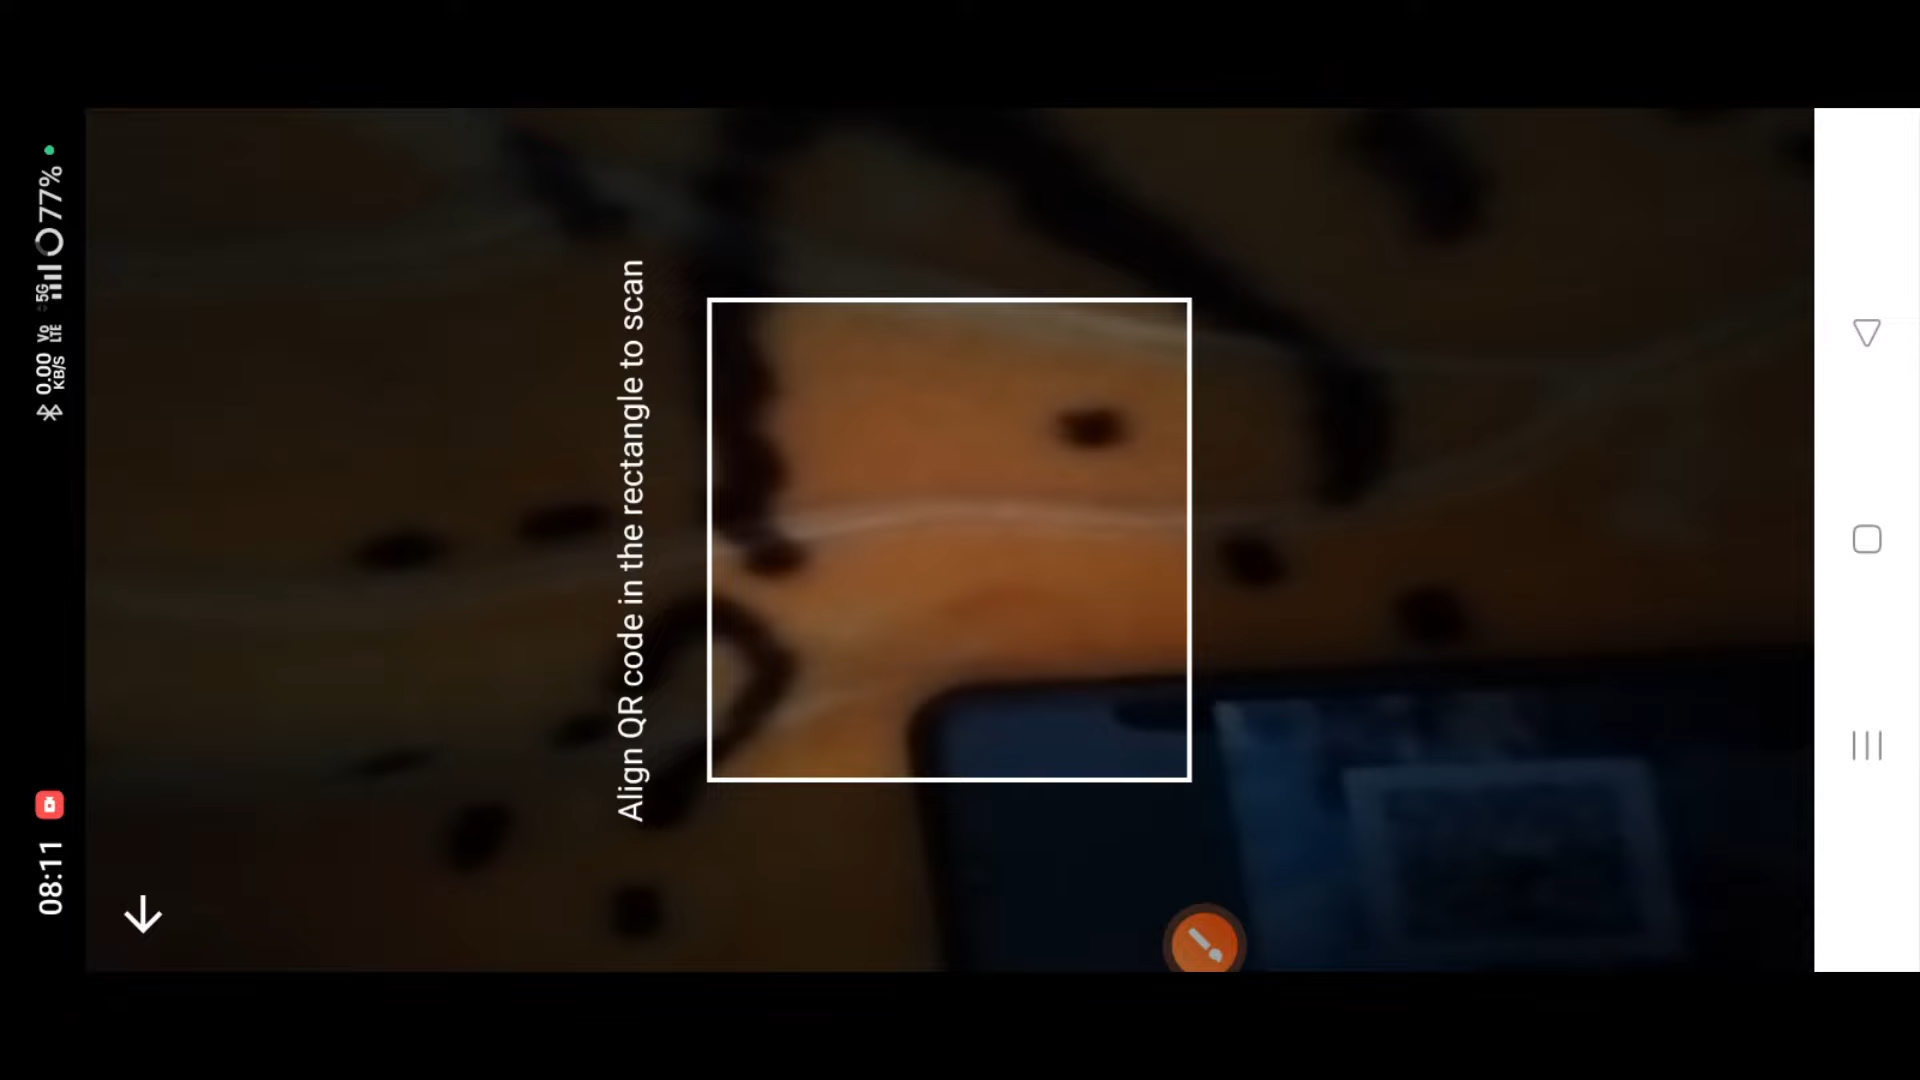 08:11
0.00 KB/S
Vo LTE
5G
77%
Align QR code in the rectangle to scan